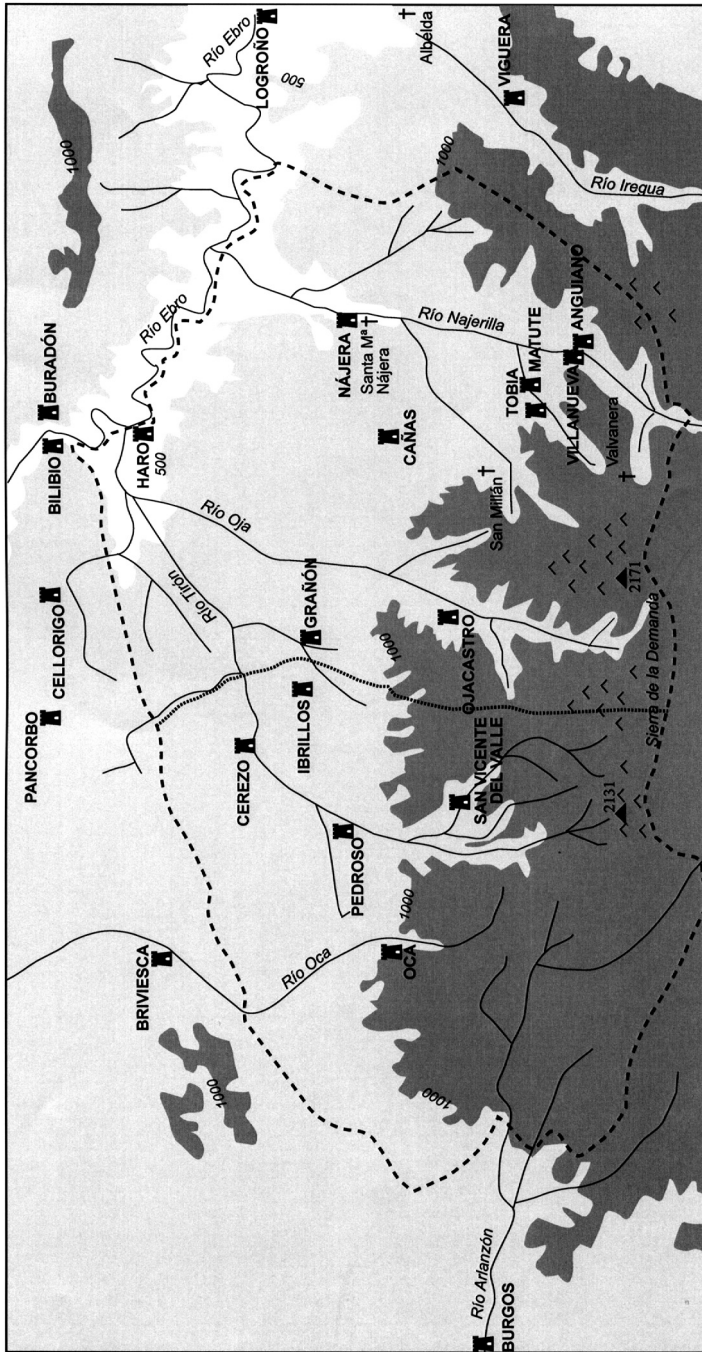 PANCORBO
CELLORIGO
BILIBIO
BURADÓN
1000
Río Ebro
LOGROÑO
500
BRIVIESCA
HARO
500
Río Ebro
Río Tirón
Río Oja
CEREZO
1000
Río Oca
IBRILLOS
GRAÑÓN
PEDROSO
NÁJERA
Santa Mª
Nájera
CAÑAS
Albelda
OCA
1000
1000
1000
1000
Río Najerilla
San Millán
TOBIA
MATUTE
VIGUERA
Río Arlanzón
BURGOS
SAN VICENTE
DEL VALLE
OJACASTRO
VILLANUEVA
ANGUIANO
Valvanera
Río Iregua
2131
2171
Sierra de la Demanda